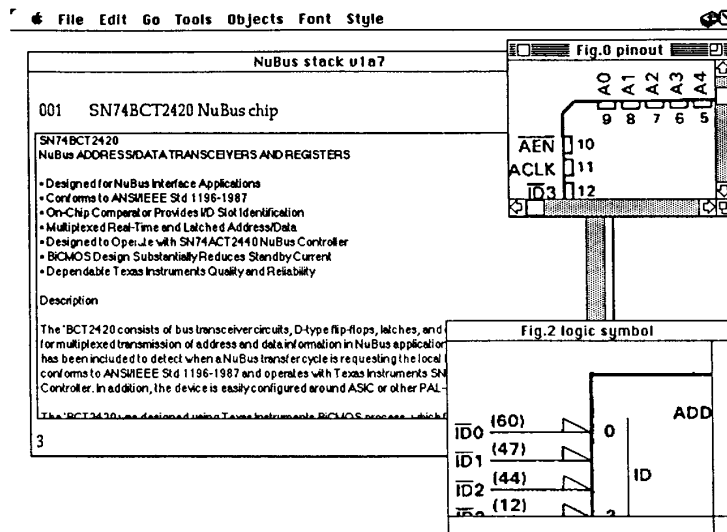 File Edit Go Tools Objects Font Style
NuBus stack v1a7
001 SN74BCT2420 NuBus chip
SN74BCT2420
NuBus ADDRESS/DATA TRANSCEIVERS AND REGISTERS
• Designed for NuBus Interface Applications
• Conforms to ANSI/IEEE Std 1196-1987
• On-Chip Comparator Provides I/D Slot Identification
• Multiplexed Real-Time and Latched Address/Data
• Designed to Operate with SN74ACT2440 NuBus Controller
• BiCMOS Design Substantially Reduces Standby Current
• Dependable Texas Instruments Quality and Reliability
Description
The 'BCT2420 consists of bus transceiver circuits, D-type flip-flops, latches, and
for multiplexed transmission of address and data information in NuBus application
has been included to detect when a NuBus transfer cycle is requesting the local
conforms to ANSI/IEEE Std 1196-1987 and operates with Texas Instruments SN
Controller. In addition, the device is easily configured around ASIC or other PAL-
The 'BCT2420 was designed using Texas Instruments BiCMOS process, which
3
Fig.0 pinout
A0 A1 A2 A3 A4
9 8 7 6 5
AEN 10
ACLK 11
ID3 12
Fig.2 logic symbol
ADD
ID0 (60) 0
ID1 (47)
ID
ID2 (44)
(12)